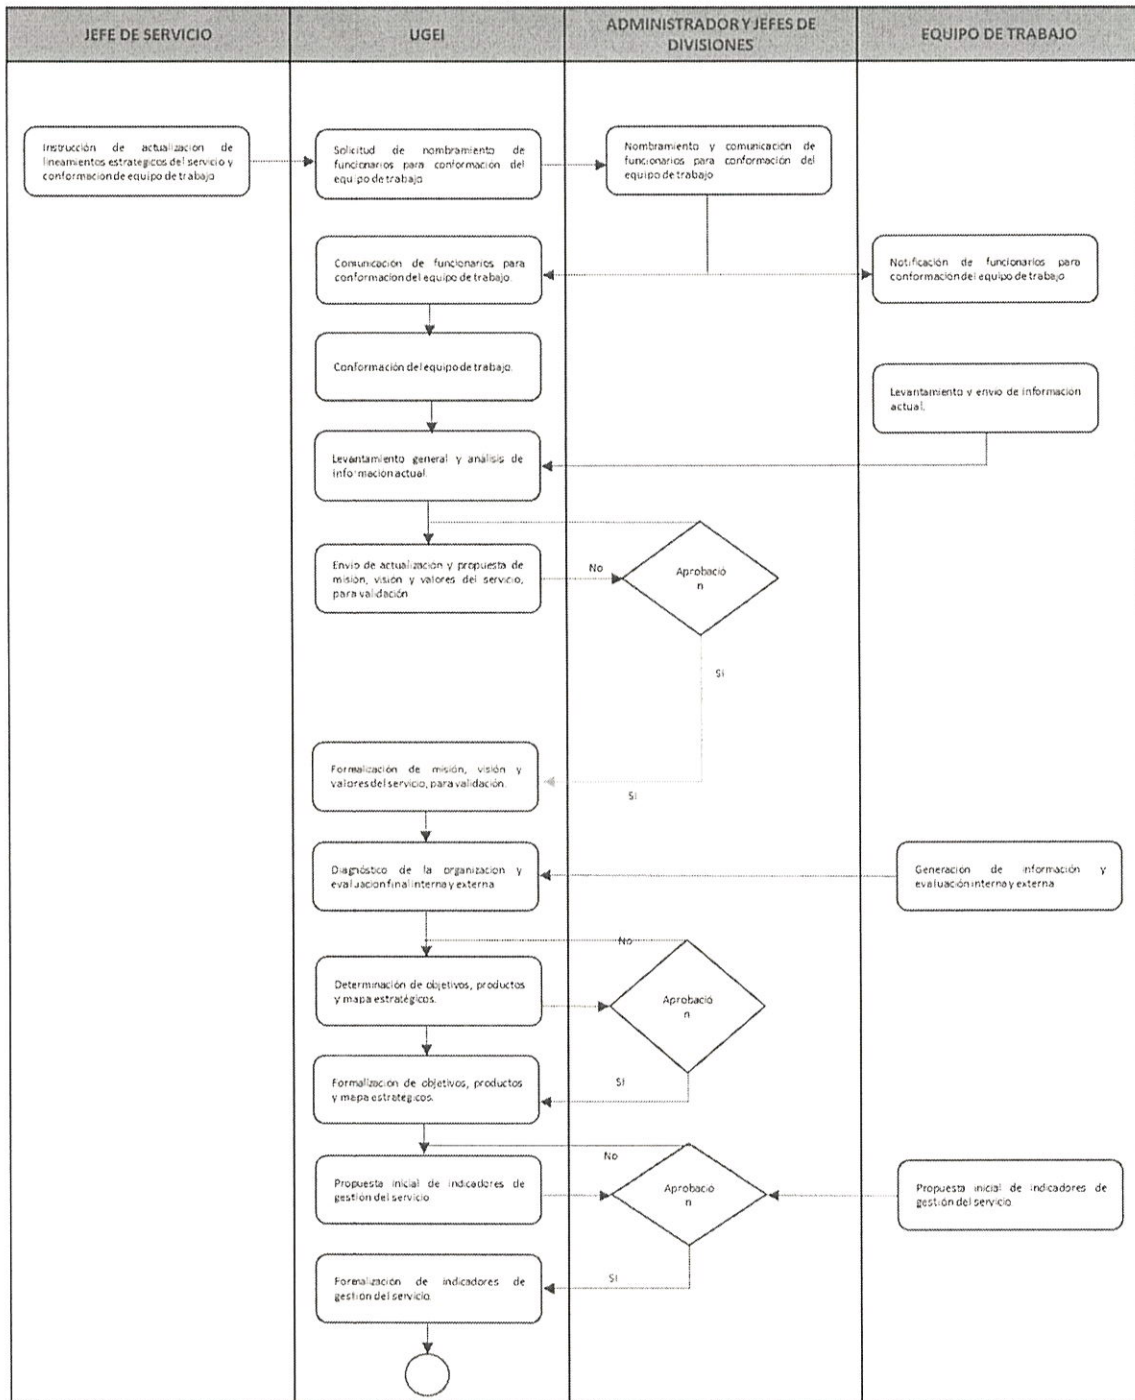 JEFE DE SERVICIO
UGEI
ADMINISTRADOR Y JEFES DE
DIVISIONES
EQUIPO DE TRABAJO
Instrucción de actualización de
lineamientos estratégicos del servicio y
conformación de equipo de trabajo
Solicitud de nombramiento de
funcionarios para conformación del
equipo de trabajo
Nombramiento y comunicación de
funcionarios para conformación del
equipo de trabajo
Comunicación de funcionarios para
conformación del equipo de trabajo.
Notificación de funcionarios para
conformación del equipo de trabajo
Conformación del equipo de trabajo.
Levantamiento y envío de información
actual.
Levantamiento general y análisis de
información actual.
Envío de actualización y propuesta de
misión, visión y valores del servicio,
para validación
No
Aprobació
n
Si
Formalización de misión, visión y
valores del servicio, para validación.
Si
Diagnóstico de la organización y
evaluación final interna y externa
Generación de información y
evaluación interna y externa
No
Determinación de objetivos, productos
y mapa estratégicos.
Aprobació
n
Formalización de objetivos, productos
y mapa estratégicos.
Si
No
Propuesta inicial de indicadores de
gestión del servicio
Aprobació
n
Propuesta inicial de indicadores de
gestión del servicio
Formalización de indicadores de
gestión del servicio.
Si